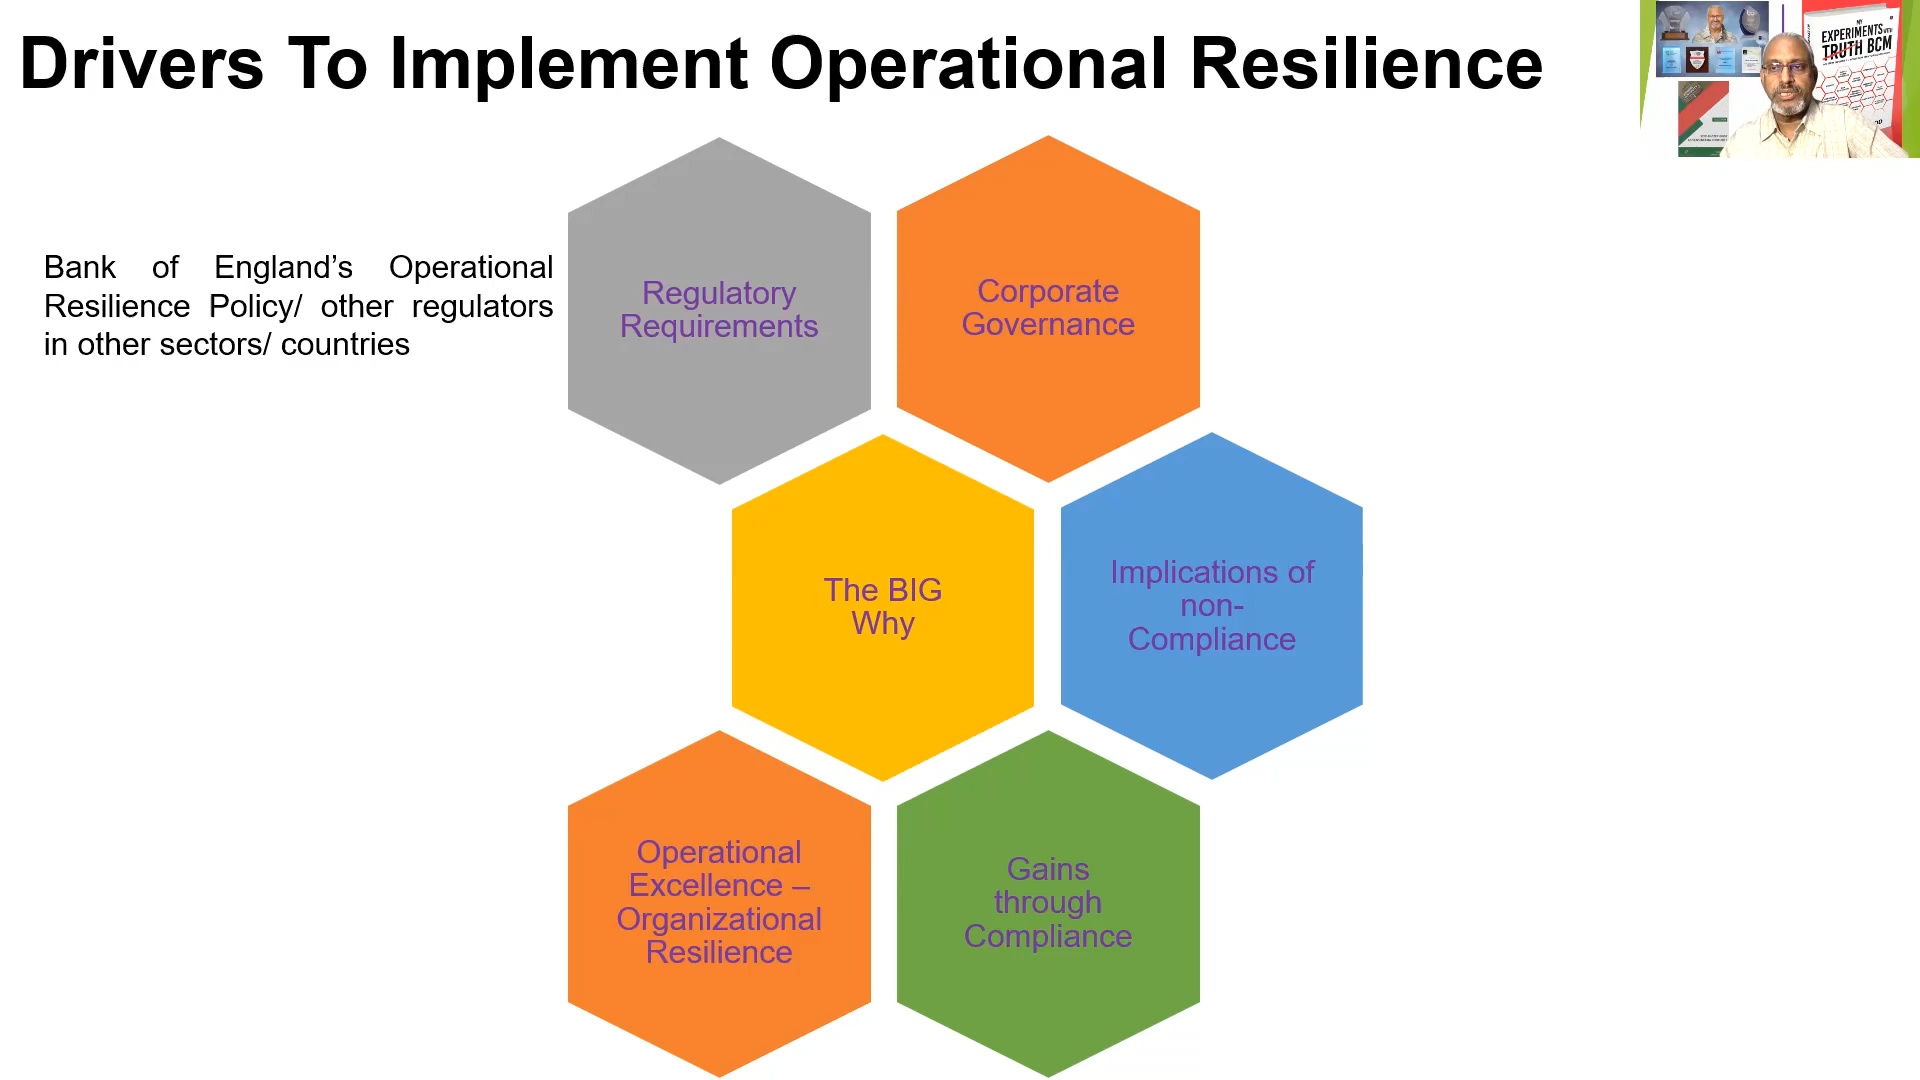 Drivers To Implement Operational Resilience
MY
EXPERIMENTS WITH
TRUTH BCM
Bank of England’s Operational
Resilience Policy/ other regulators
in other sectors/ countries
Regulatory
Requirements
Corporate
Governance
The BIG
Why
Implications of
non-
Compliance
Operational
Excellence –
Organizational
Resilience
Gains
through
Compliance